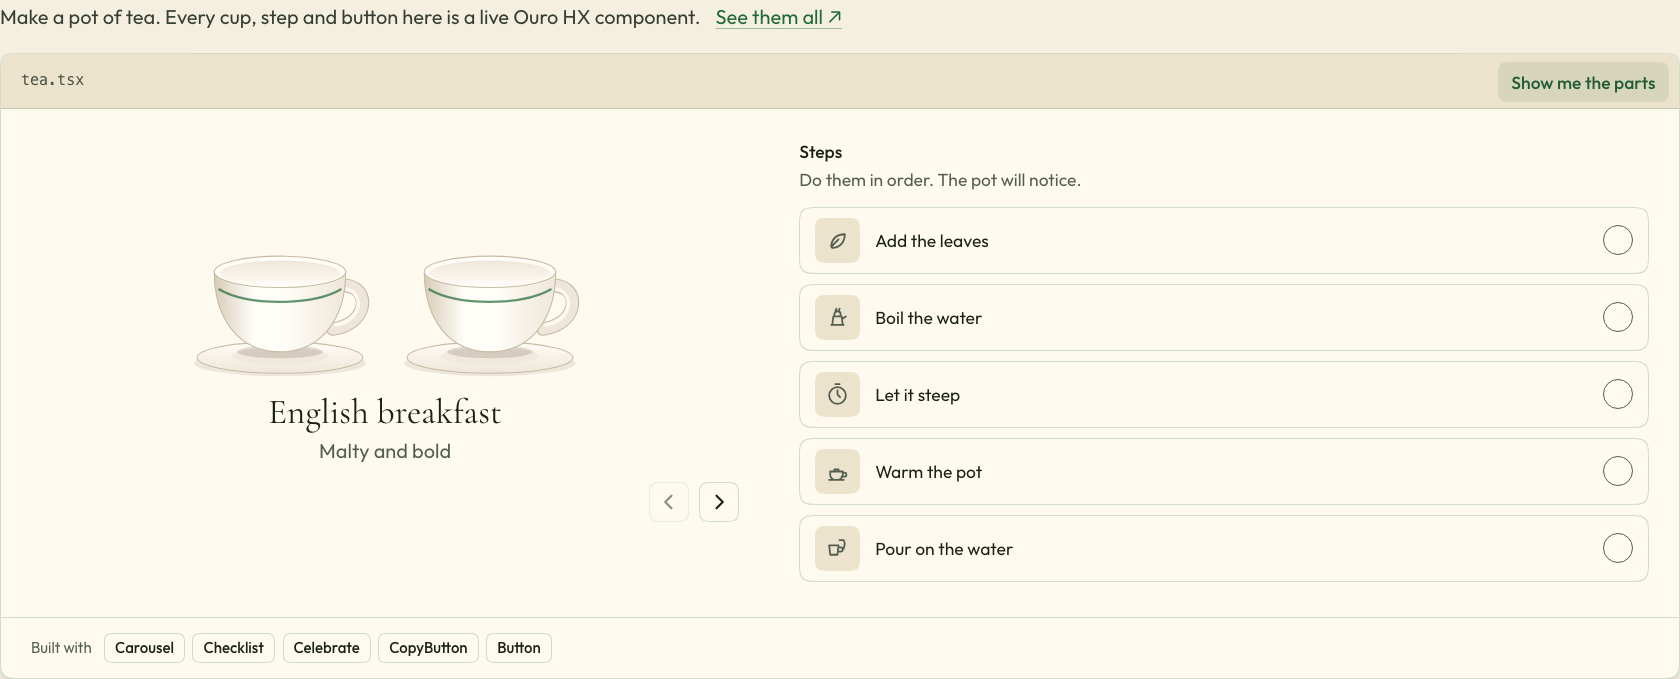 Make a pot of tea. Every cup, step and button here is a live Ouro HX component. See them all
tea.tsx
Show me the parts
English breakfast
Malty and bold
Steps
Do them in order. The pot will notice.
Add the leaves
Boil the water
Let it steep
Warm the pot
Pour on the water
Built with
Carousel
Checklist
Celebrate
CopyButton
Button